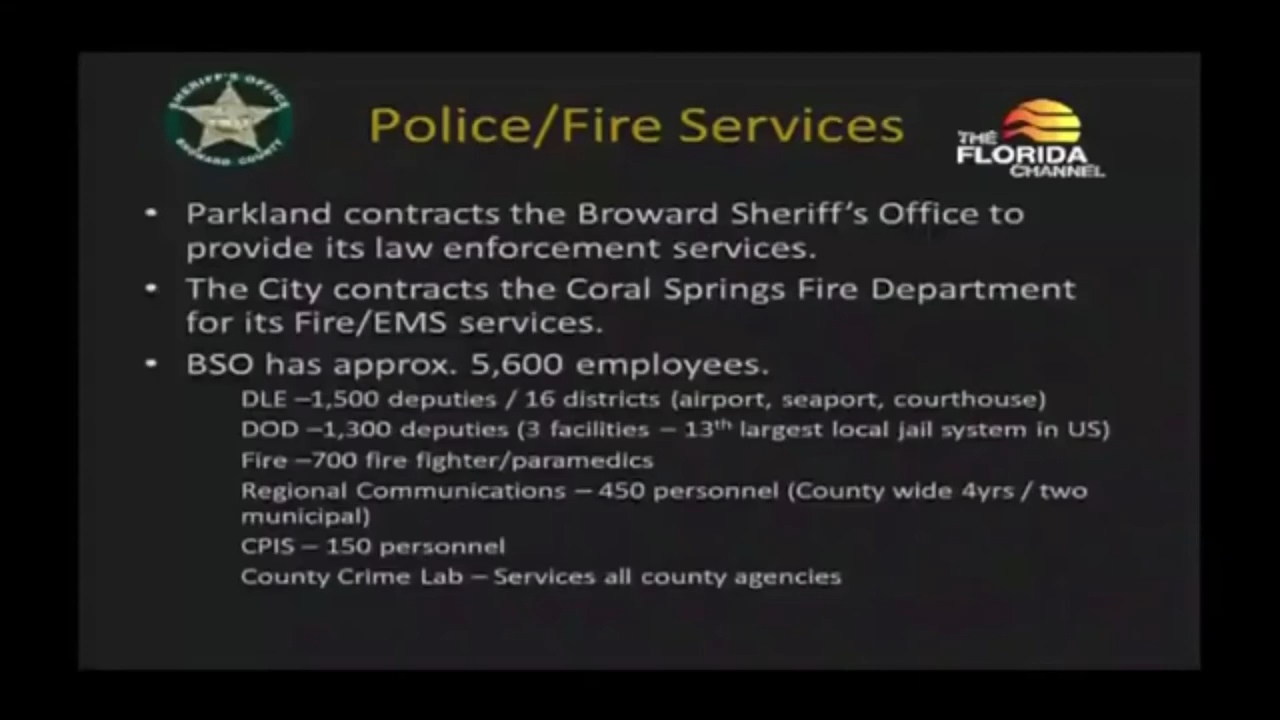 SHERIFF'S OFFICE
BROWARD COUNTY
Police/Fire Services
THE
FLORIDA
CHANNEL
• Parkland contracts the Broward Sheriff's Office to
provide its law enforcement services.
• The City contracts the Coral Springs Fire Department
for its Fire/EMS services.
• BSO has approx. 5,600 employees.
DLE –1,500 deputies / 16 districts (airport, seaport, courthouse)
DOD –1,300 deputies (3 facilities – 13th largest local jail system in US)
Fire –700 fire fighter/paramedics
Regional Communications – 450 personnel (County wide 4yrs / two
municipal)
CPIS – 150 personnel
County Crime Lab – Services all county agencies